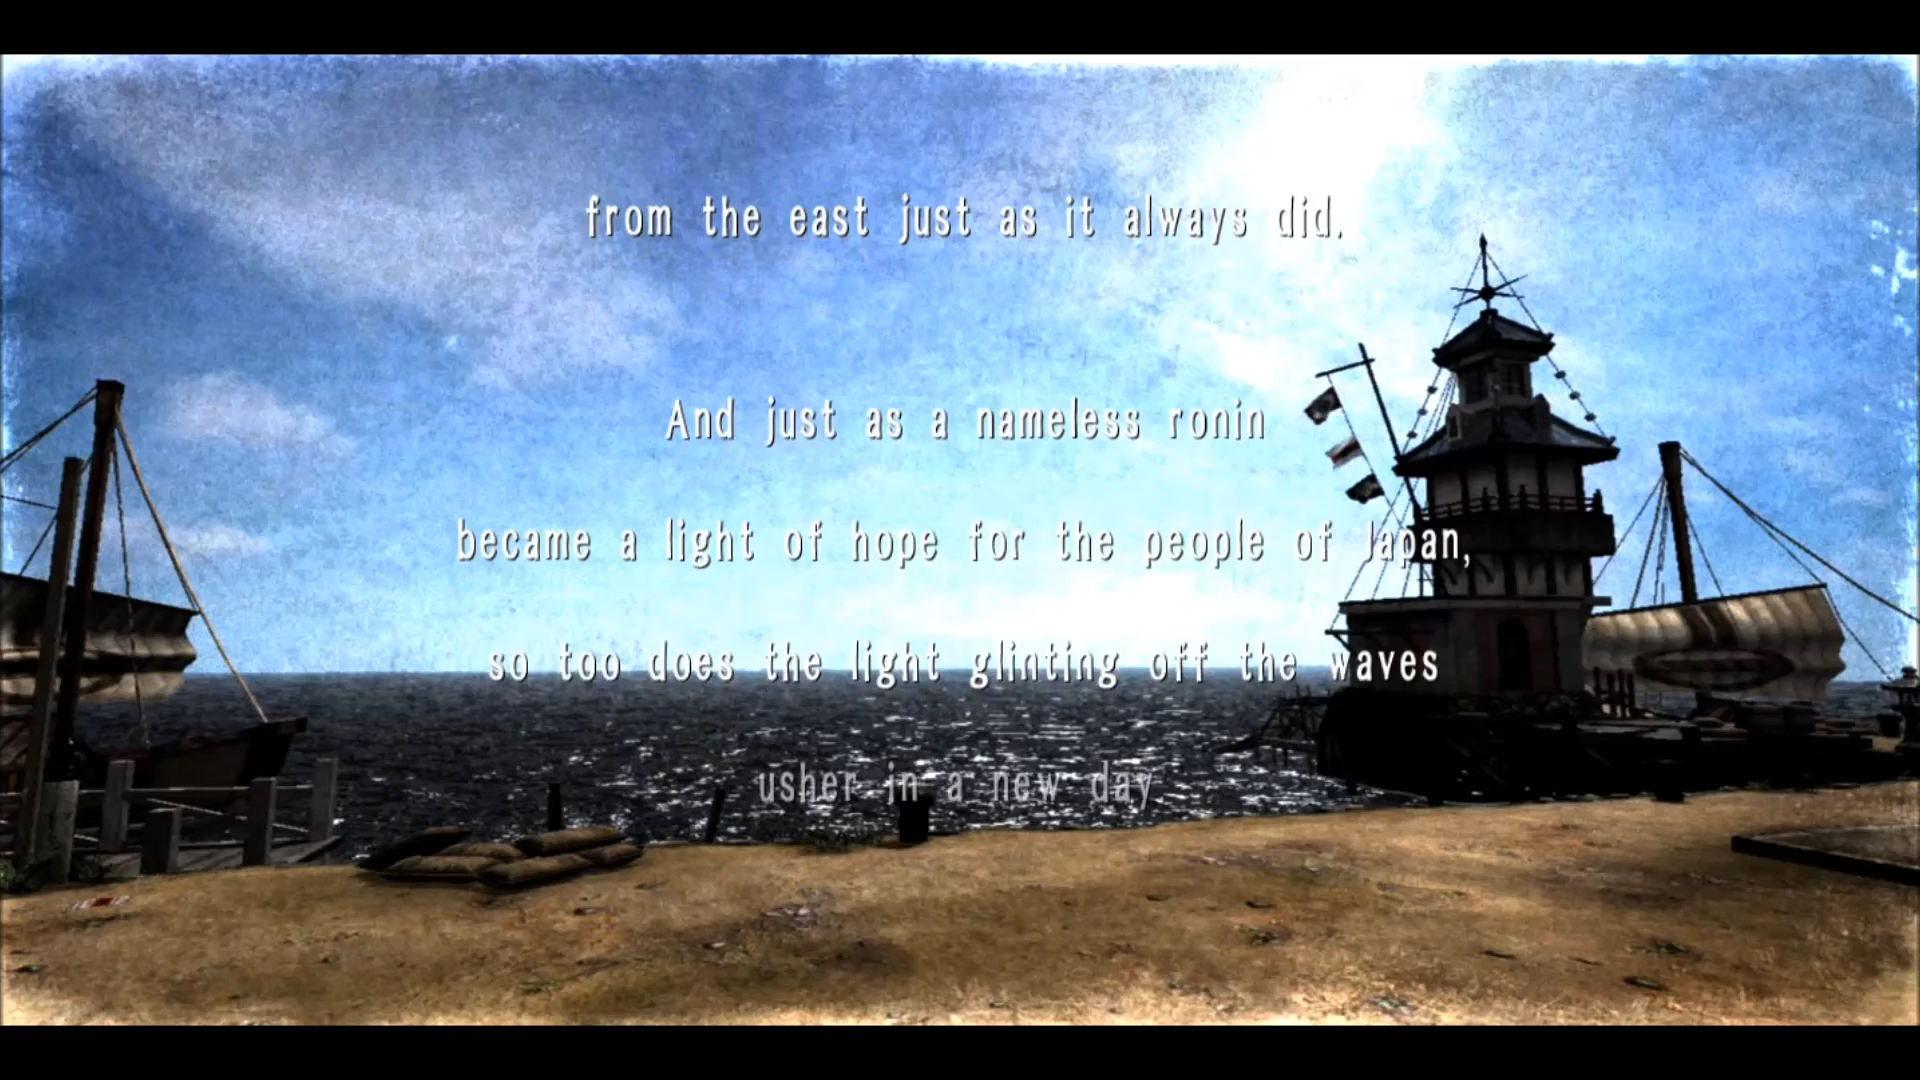 from the east just as it always did.
And just as a nameless ronin
became a light of hope for the people of Japan,
so too does the light glinting off the waves
usher in a new day